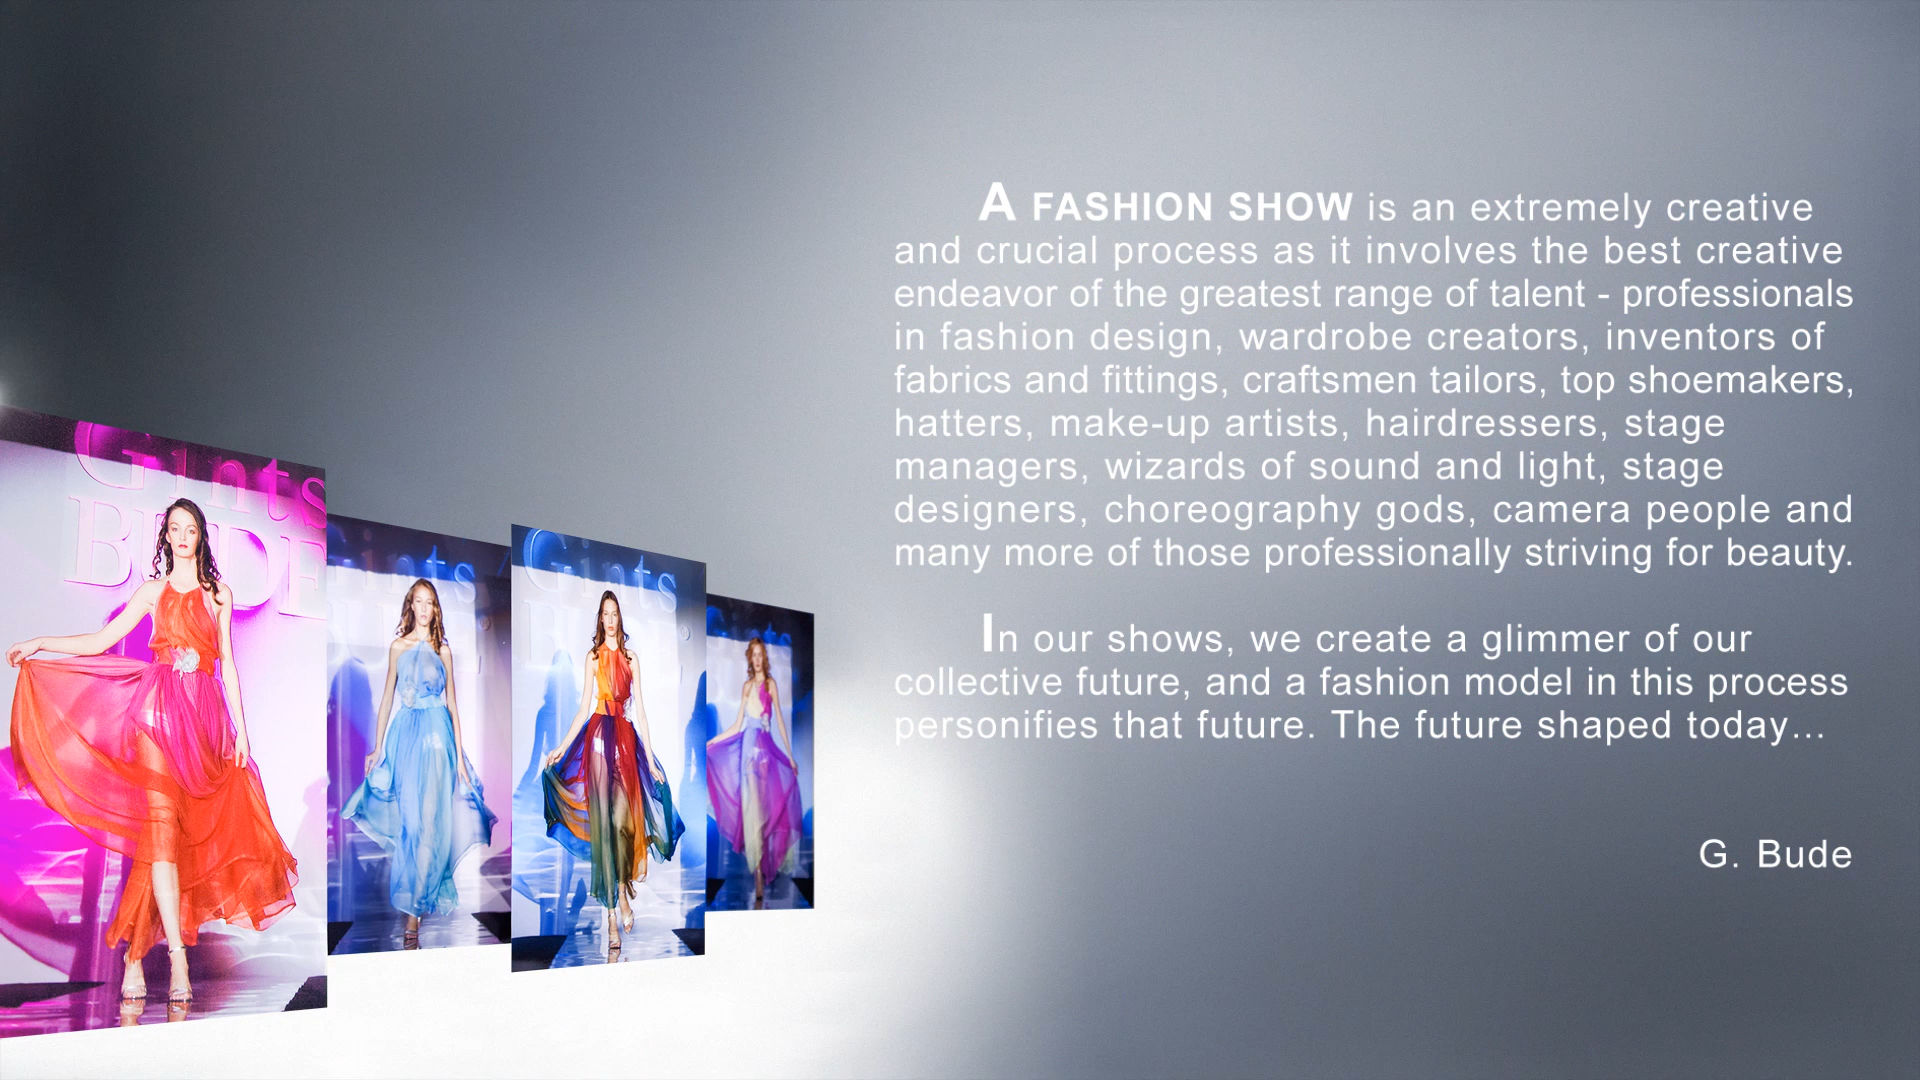 A FASHION SHOW is an extremely creative
and crucial process as it involves the best creative
endeavor of the greatest range of talent - professionals
in fashion design, wardrobe creators, inventors of
fabrics and fittings, craftsmen tailors, top shoemakers,
hatters, make-up artists, hairdressers, stage
managers, wizards of sound and light, stage
designers, choreography gods, camera people and
many more of those professionally striving for beauty.
In our shows, we create a glimmer of our
collective future, and a fashion model in this process
personifies that future. The future shaped today…
G. Bude
Gints
BUDE
Gints